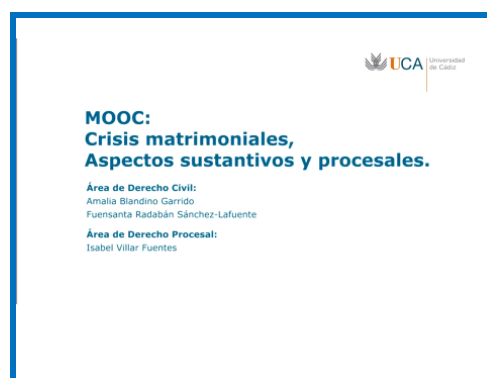 UCA
Universidad
de Cádiz
MOOC:
Crisis matrimoniales,
Aspectos sustantivos y procesales.
Área de Derecho Civil:
Amalia Blandino Garrido
Fuensanta Radabán Sánchez-Lafuente
Área de Derecho Procesal:
Isabel Villar Fuentes